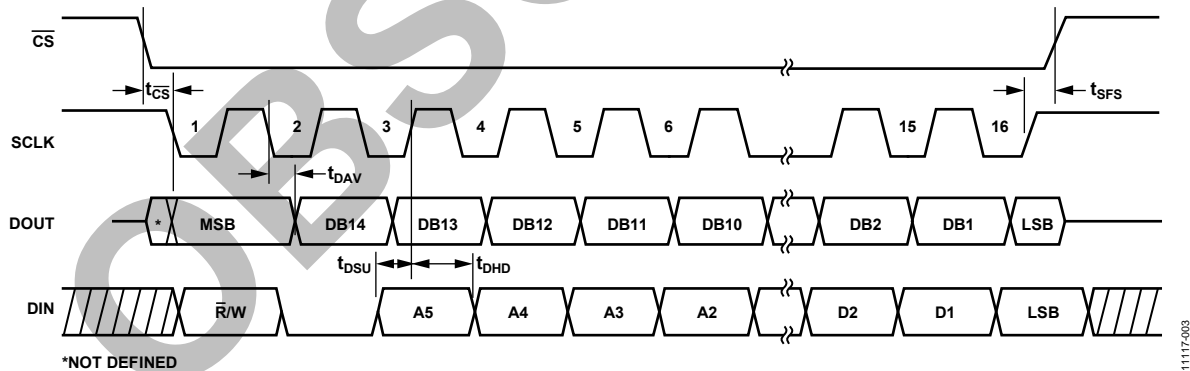 CS
tCS
tSFS
SCLK
1 2 3 4 5 6 15 16
tDAV
DOUT
* MSB DB14 DB13 DB12 DB11 DB10 DB2 DB1 LSB
tDSU tDHD
DIN
R/W A5 A4 A3 A2 D2 D1 LSB
*NOT DEFINED
11117-003
OBSO